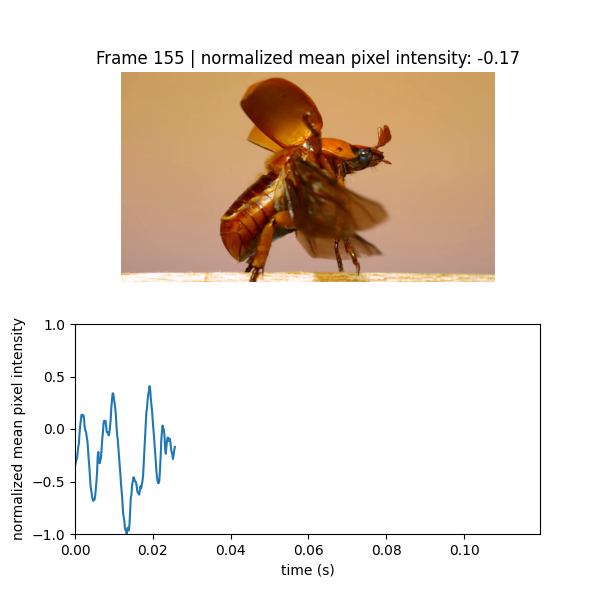 Frame 155 | normalized mean pixel intensity: -0.17
normalized mean pixel intensity
1.0
0.5
0.0
−0.5
−1.0
0.00 0.02 0.04 0.06 0.08 0.10
time (s)